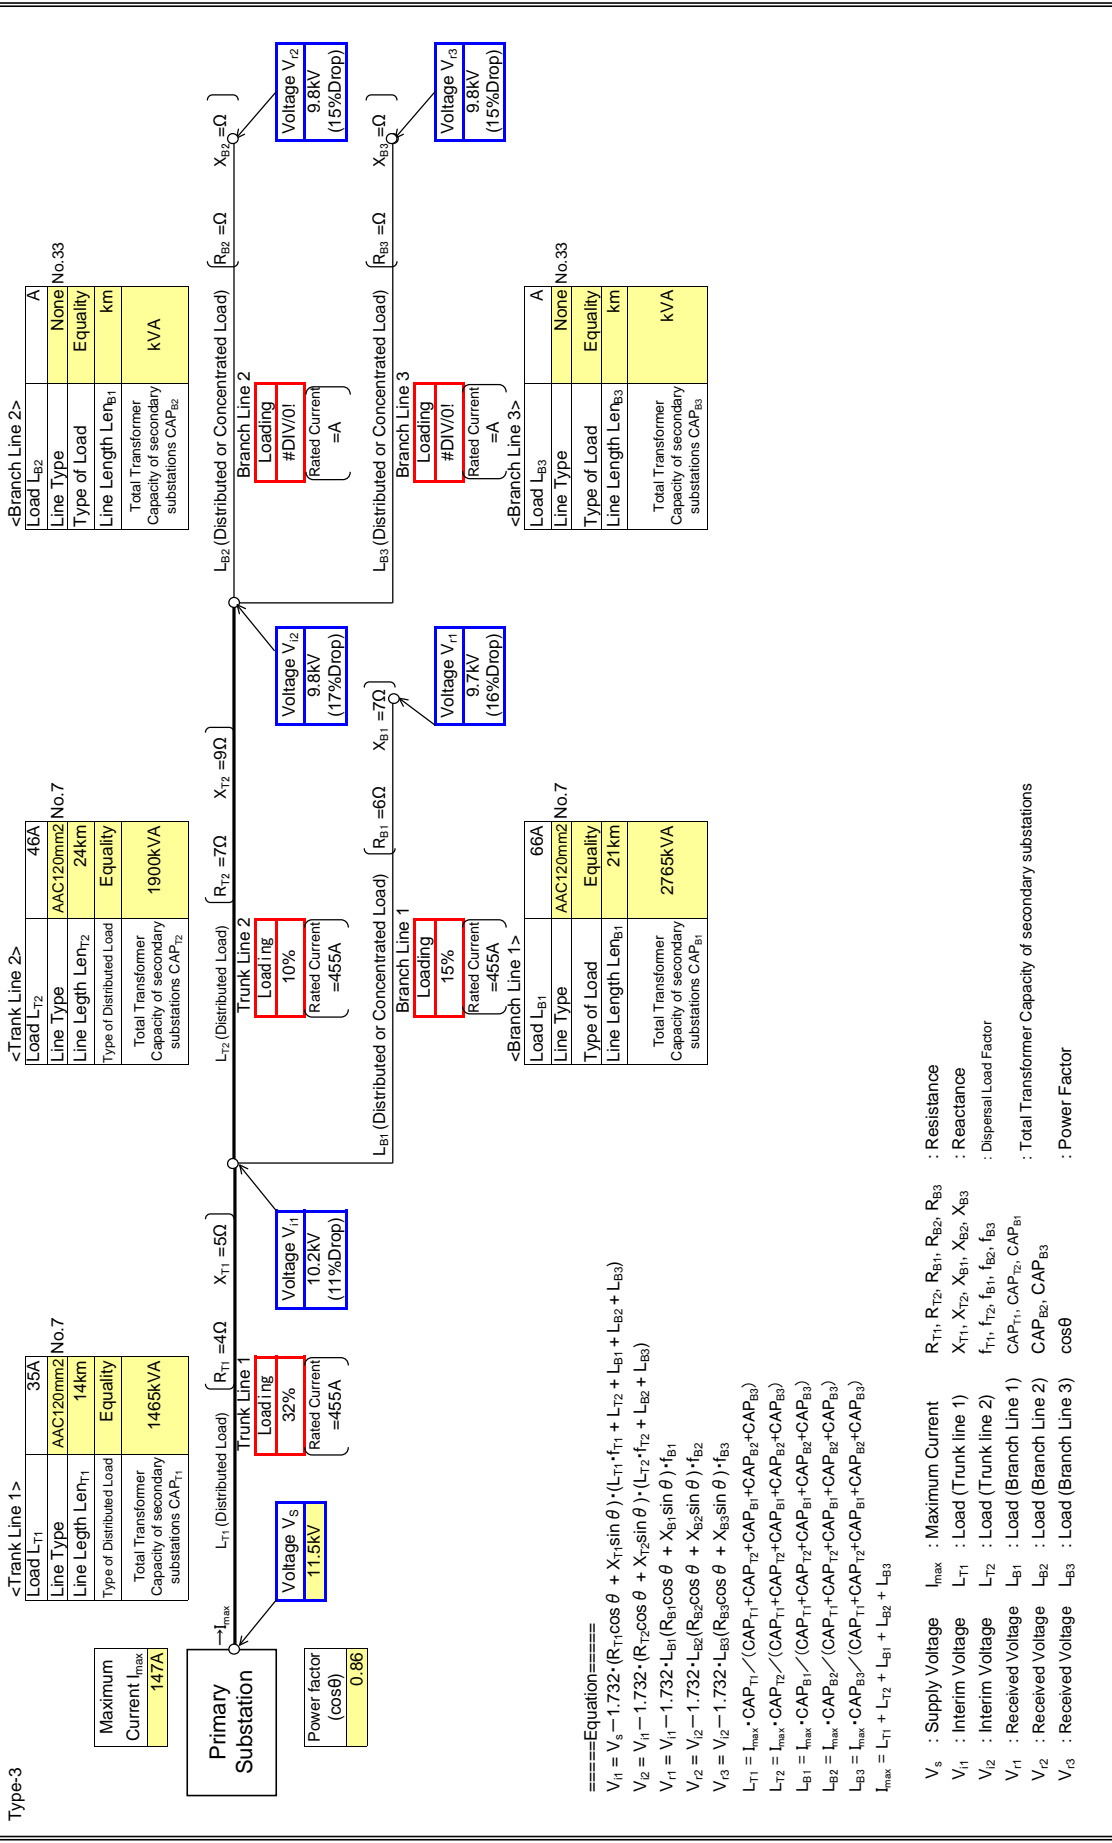 Type-3
Maximum
Current Imax
147A
Primary
Substation
Power factor
(cosθ)
0.86
→Imax
Voltage Vs
11.5kV
<Trank Line 1>
Load LT1 35A
Line Type AAC120mm2 No.7
Line Legth LenT1 14km
Type of Distributed Load Equality
Total Transformer
Capacity of secondary
substations CAPT1
1465kVA
LT1 (Distributed Load) RT1 =4Ω XT1 =5Ω
Trunk Line 1
Loading
32%
Rated Current
=455A
Voltage Vi1
10.2kV
(11%Drop)
<Trank Line 2>
Load LT2 46A
Line Type AAC120mm2 No.7
Line Legth LenT2 24km
Type of Distributed Load Equality
Total Transformer
Capacity of secondary
substations CAPT2
1900kVA
LT2 (Distributed Load) RT2 =7Ω XT2 =9Ω
Trunk Line 2
Loading
10%
Rated Current
=455A
Voltage Vi2
9.8kV
(17%Drop)
LB1 (Distributed or Concentrated Load) RB1 =6Ω XB1 =7Ω
Branch Line 1
Loading
15%
Rated Current
=455A
Voltage Vr1
9.7kV
(16%Drop)
<Branch Line 1>
Load LB1 66A
Line Type AAC120mm2 No.7
Type of Load Equality
Line Length LenB1 21km
Total Transformer
Capacity of secondary
substations CAPB1
2765kVA
<Branch Line 2>
Load LB2 A
Line Type None No.33
Type of Load Equality
Line Length LenB1 km
Total Transformer
Capacity of secondary
substations CAPB2
kVA
LB2 (Distributed or Concentrated Load) RB2 =Ω XB2 =Ω
Branch Line 2
Loading
#DIV/0!
Rated Current
=A
Voltage Vr2
9.8kV
(15%Drop)
LB3 (Distributed or Concentrated Load) RB3 =Ω XB3 =Ω
Branch Line 3
Loading
#DIV/0!
Rated Current
=A
Voltage Vr3
9.8kV
(15%Drop)
<Branch Line 3>
Load LB3 A
Line Type None No.33
Type of Load Equality
Line Length LenB3 km
Total Transformer
Capacity of secondary
substations CAPB3
kVA
=====Equation=====
Vi1 = Vs－1.732･(RT1cos θ + XT1sin θ)･(LT1･fT1 + LT2 + LB1 + LB2 + LB3)
Vi2 = Vi1－1.732･(RT2cos θ + XT2sin θ)･(LT2･fT2 + LB2 + LB3)
Vr1 = Vi1－1.732･LB1(RB1cos θ + XB1sin θ)･fB1
Vr2 = Vi2－1.732･LB2(RB2cos θ + XB2sin θ)･fB2
Vr3 = Vi2－1.732･LB3(RB3cos θ + XB3sin θ)･fB3
LT1 = Imax･CAPT1／(CAPT1+CAPT2+CAPB1+CAPB2+CAPB3)
LT2 = Imax･CAPT2／(CAPT1+CAPT2+CAPB1+CAPB2+CAPB3)
LB1 = Imax･CAPB1／(CAPT1+CAPT2+CAPB1+CAPB2+CAPB3)
LB2 = Imax･CAPB2／(CAPT1+CAPT2+CAPB1+CAPB2+CAPB3)
LB3 = Imax･CAPB3／(CAPT1+CAPT2+CAPB1+CAPB2+CAPB3)
Imax = LT1 + LT2 + LB1 + LB2 + LB3
Vs : Supply Voltage Imax : Maximum Current RT1, RT2, RB1, RB2, RB3 : Resistance
Vi1 : Interim Voltage LT1 : Load (Trunk line 1) XT1, XT2, XB1, XB2, XB3 : Reactance
Vi2 : Interim Voltage LT2 : Load (Trunk line 2) fT1, fT2, fB1, fB2, fB3 : Dispersal Load Factor
Vr1 : Received Voltage LB1 : Load (Branch Line 1) CAPT1, CAPT2, CAPB1 : Total Transformer Capacity of secondary substations
Vr2 : Received Voltage LB2 : Load (Branch Line 2) CAPB2, CAPB3
Vr3 : Received Voltage LB3 : Load (Branch Line 3) cosθ : Power Factor